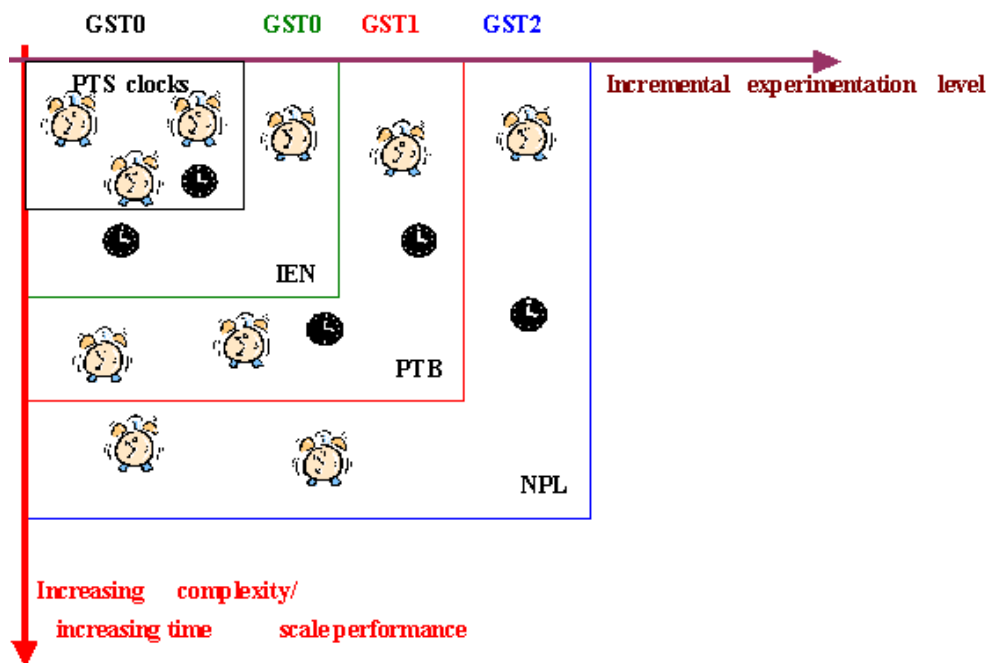 GST0 GST0 GST1 GST2
Incremental experimentation level
PTS clocks
IEN
PTB
NPL
Increasing complexity/
increasing time scale performance